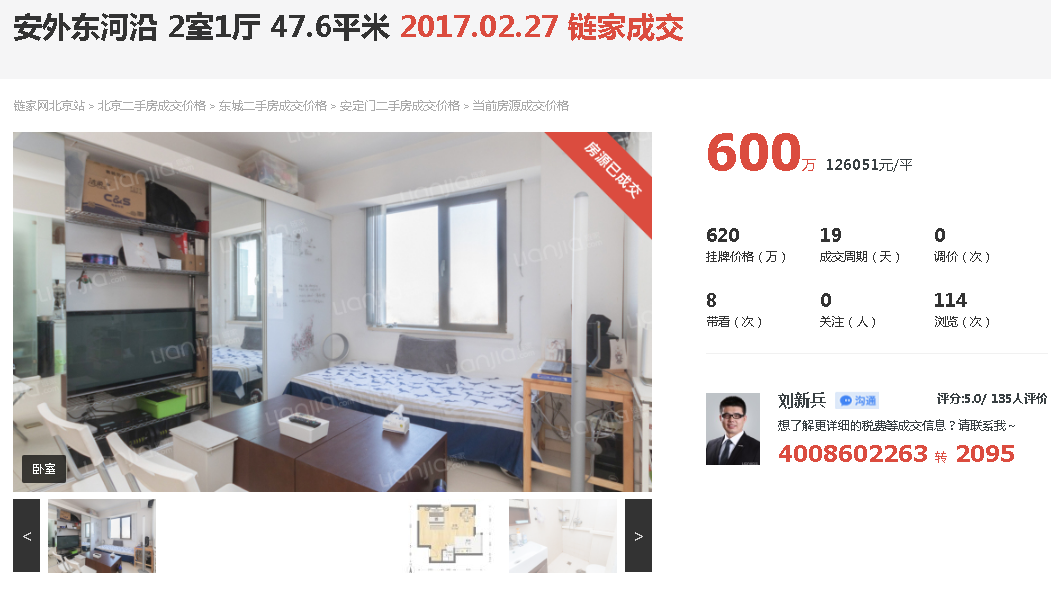 安外东河沿 2室1厅 47.6平米 2017.02.27 链家成交
链家网北京站 > 北京二手房成交价格 > 东城二手房成交价格 > 安定门二手房成交价格 > 当前房源成交价格
房源已成交
C&S
LIANJIA
卧室
<
>
600万 126051元/平
620 19 0
挂牌价格（万） 成交周期（天） 调价（次）
8 0 114
带看（次） 关注（人） 浏览（次）
刘新兵 沟通 评分:5.0/ 135人评价
想了解更详细的税费等成交信息？请联系我～
4008602263 转 2095